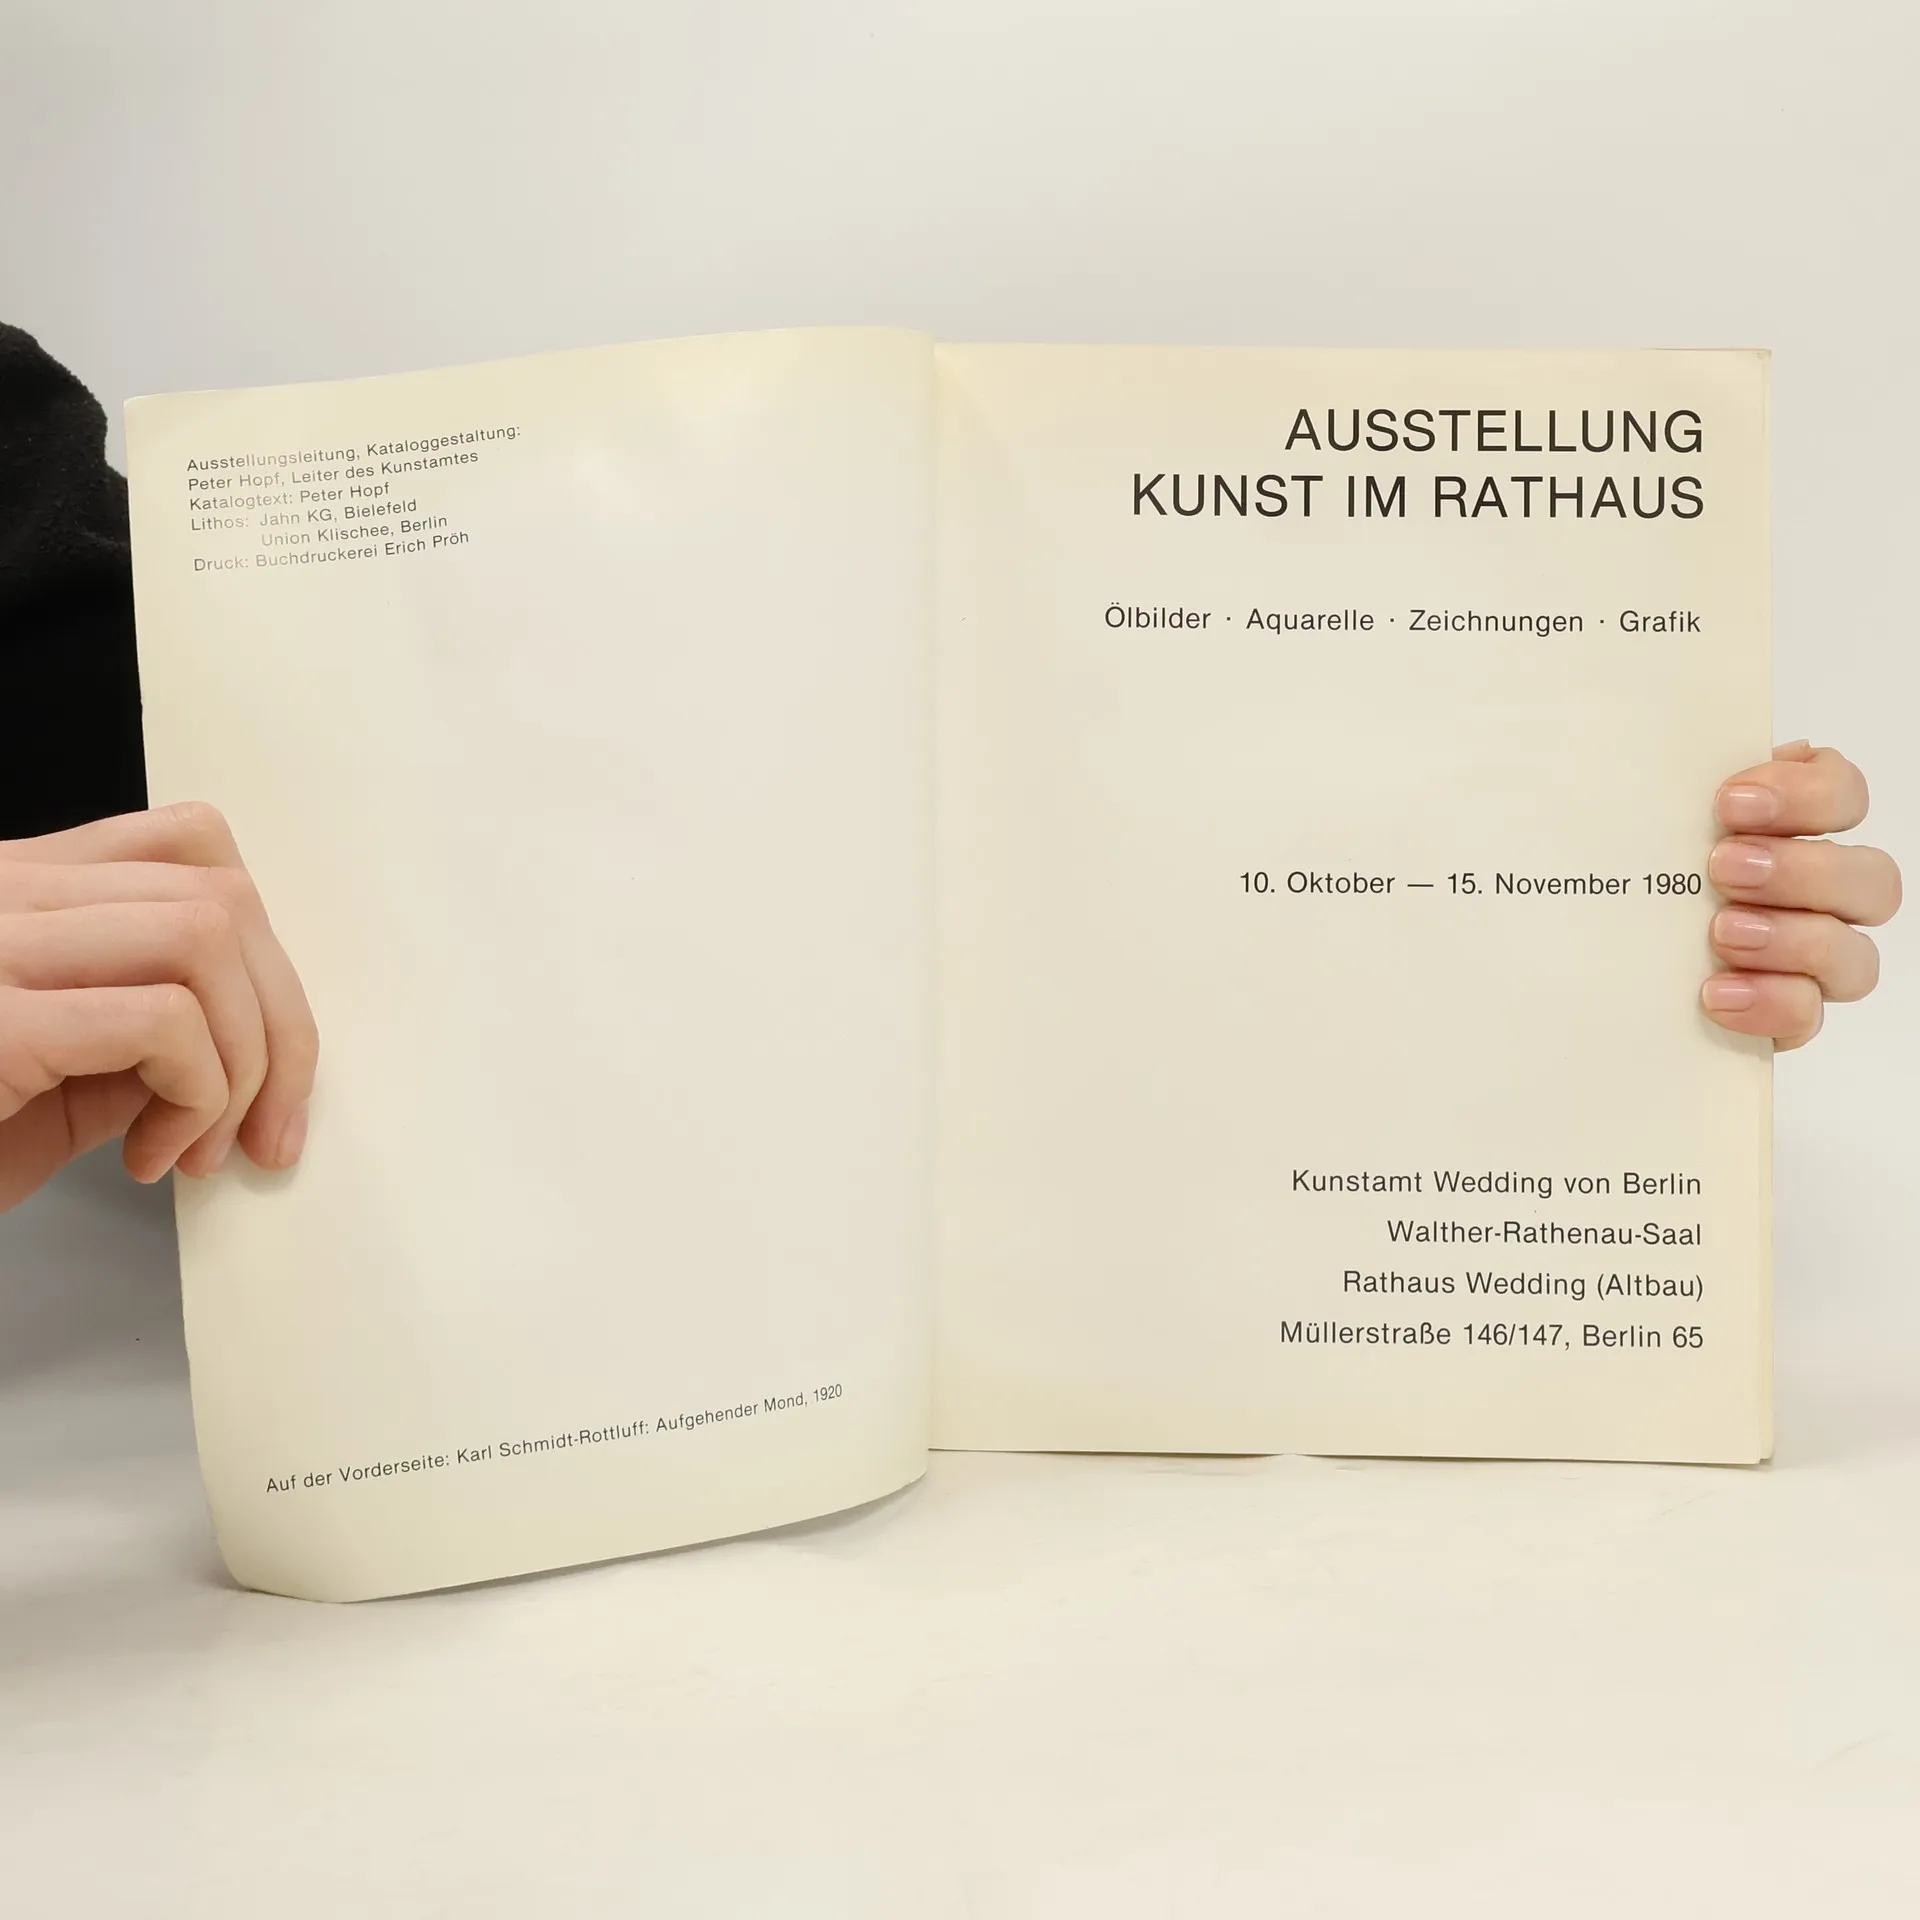 Ausstellungsleitung, Kataloggestaltung:
Peter Hopf, Leiter des Kunstamtes
Katalogtext: Peter Hopf
Lithos: Jahn KG, Bielefeld
Union Klischee, Berlin
Druck: Buchdruckerei Erich Pröh
Auf der Vorderseite: Karl Schmidt-Rottluff: Aufgehender Mond, 1920
AUSSTELLUNG
KUNST IM RATHAUS
Ölbilder · Aquarelle · Zeichnungen · Grafik
10. Oktober — 15. November 1980
Kunstamt Wedding von Berlin
Walther-Rathenau-Saal
Rathaus Wedding (Altbau)
Müllerstraße 146/147, Berlin 65